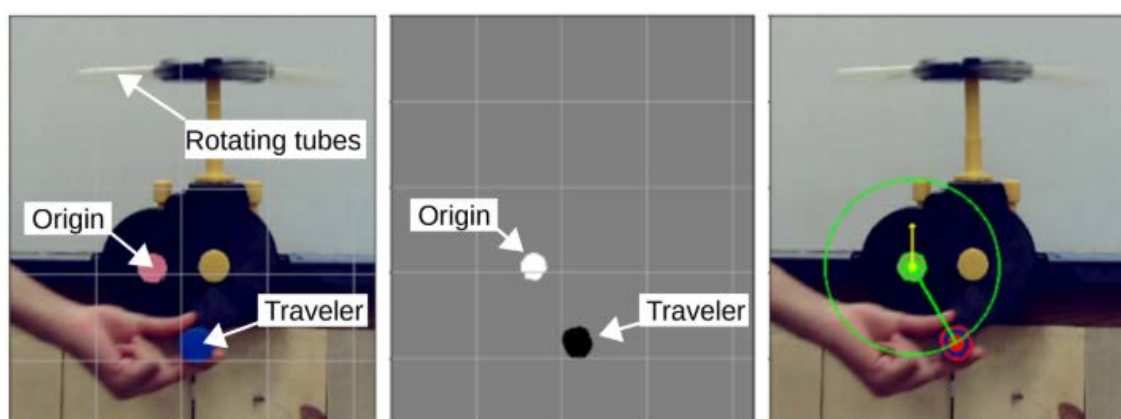 Rotating tubes
Origin
Traveler
Origin
Traveler